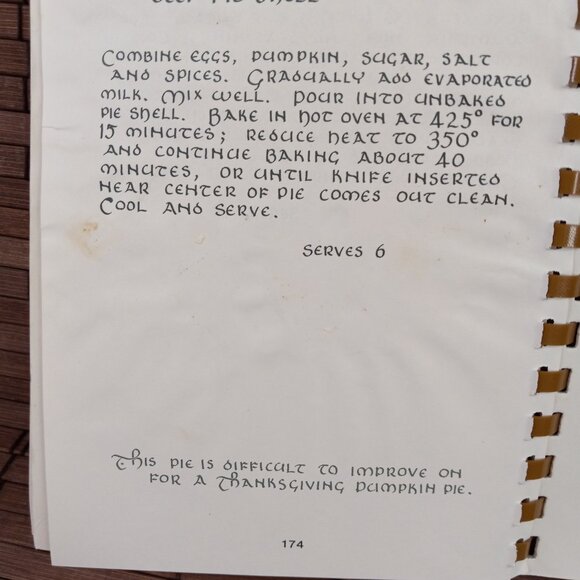 COMBINE EGGS, PUMPKIN, SUGAR, SALT
AND SPICES. GRADUALLY ADD EVAPORATED
MILK. MIX WELL. POUR INTO UNBAKED
PIE SHELL. BAKE IN HOT OVEN AT 425° FOR
15 MINUTES; REDUCE HEAT TO 350°
AND CONTINUE BAKING ABOUT 40
MINUTES, OR UNTIL KNIFE INSERTED
NEAR CENTER OF PIE COMES OUT CLEAN.
COOL AND SERVE.
SERVES 6
THIS PIE IS DIFFICULT TO IMPROVE ON
FOR A THANKSGIVING PUMPKIN PIE.
174